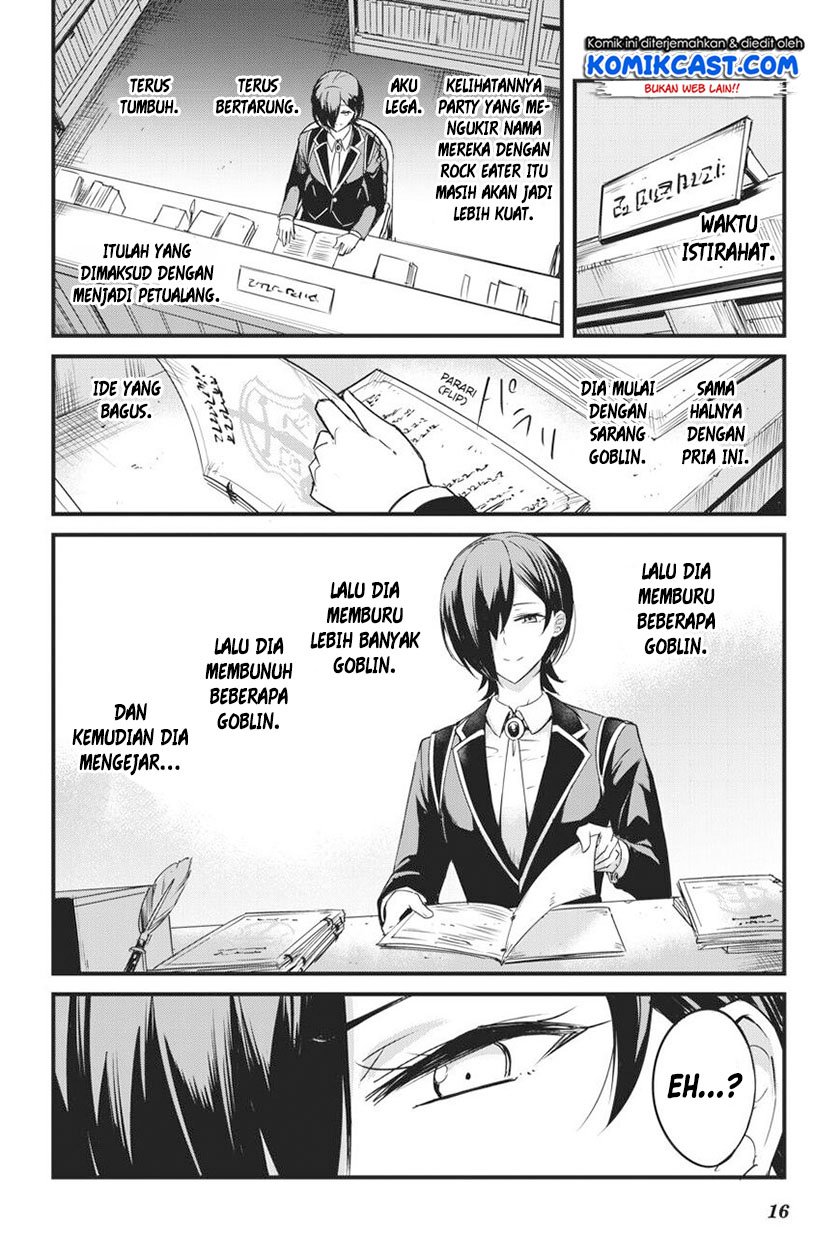 Komik ini diterjemahkan & diedit oleh
KOMIKCAST.COM
BUKAN WEB LAIN!!
WAKTU
ISTIRAHAT.
KELIHATANNYA
PARTY YANG ME-
NGUKIR NAMA
MEREKA DENGAN
ROCK EATER ITU
MASIH AKAN JADI
LEBIH KUAT.
AKU
LEGA.
TERUS
BERTARUNG.
TERUS
TUMBUH.
ITULAH YANG
DIMAKSUD DENGAN
MENJADI PETUALANG.
SAMA
HALNYA
DENGAN
PRIA INI.
DIA MULAI
DENGAN
SARANG
GOBLIN.
PARARI
(FLIP)
IDE YANG
BAGUS.
LALU DIA
MEMBURU
BEBERAPA
GOBLIN.
LALU DIA
MEMBURU
LEBIH BANYAK
GOBLIN.
LALU DIA
MEMBUNUH
BEBERAPA
GOBLIN.
DAN
KEMUDIAN DIA
MENGEJAR...
EH...?
16